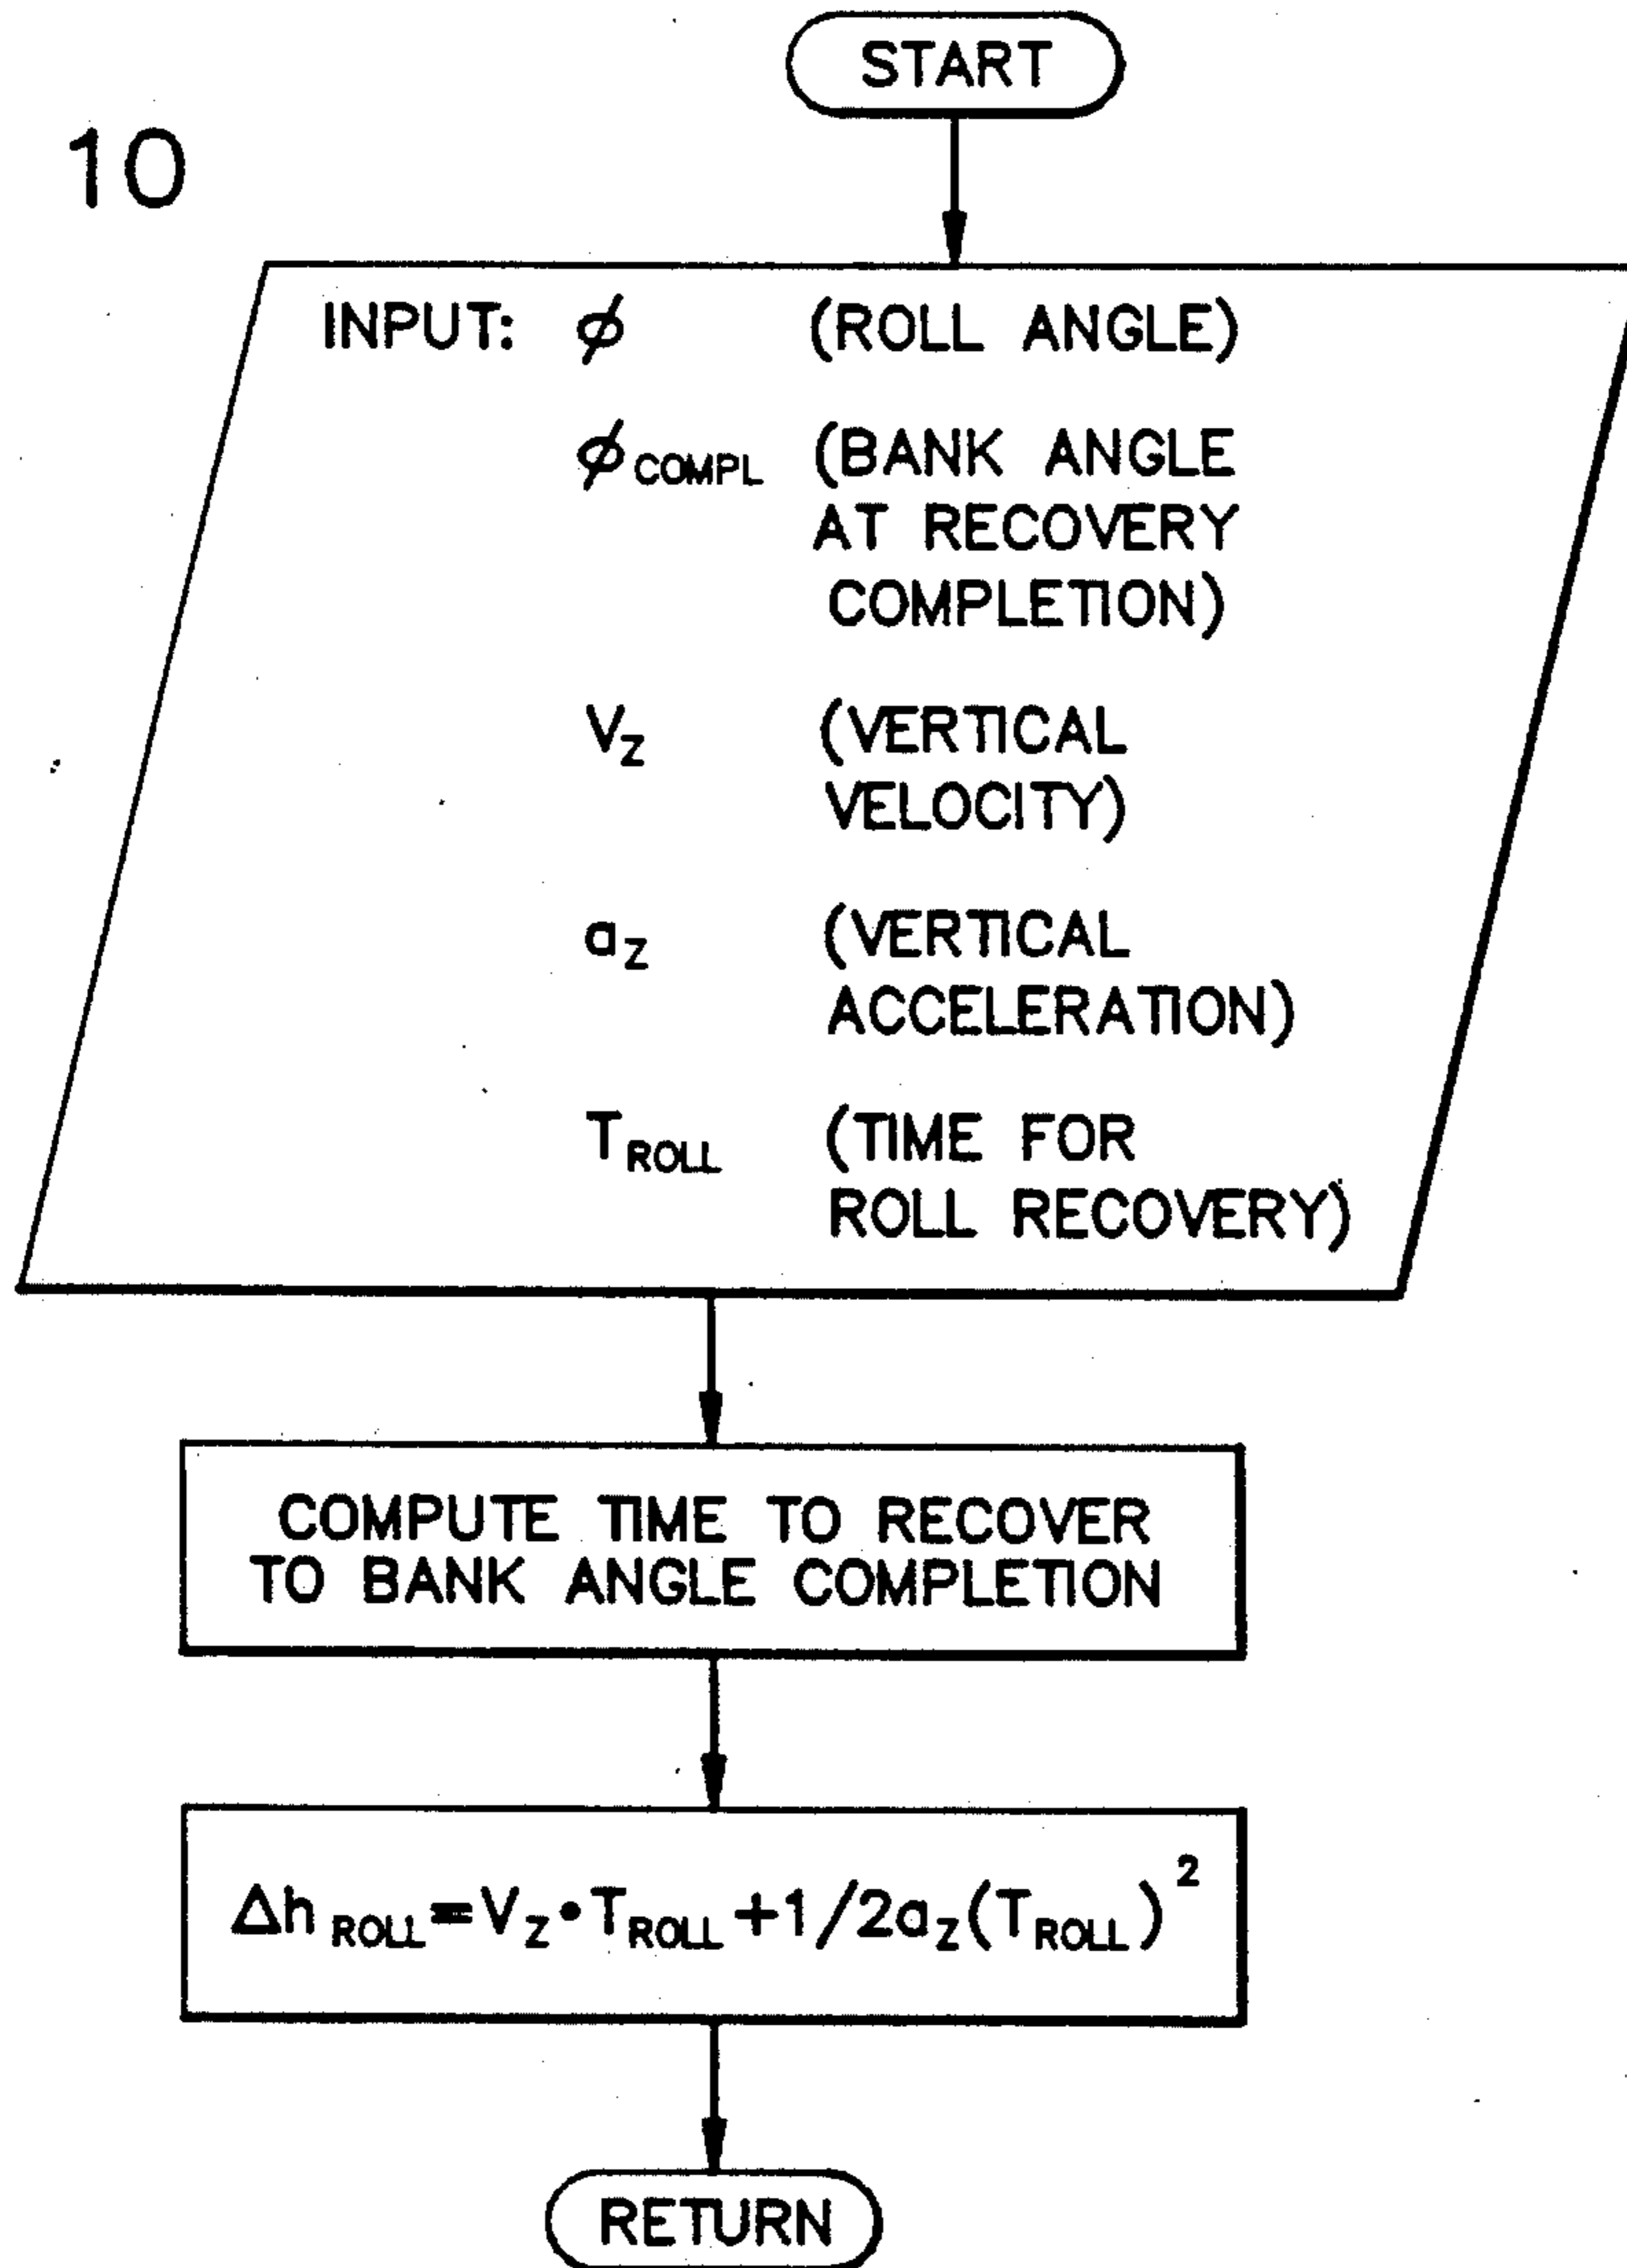 START
10
INPUT: ϕ (ROLL ANGLE)
ϕ COMPL (BANK ANGLE
AT RECOVERY
COMPLETION)
VZ (VERTICAL
VELOCITY)
aZ (VERTICAL
ACCELERATION)
TROLL (TIME FOR
ROLL RECOVERY)
COMPUTE TIME TO RECOVER
TO BANK ANGLE COMPLETION
Δh ROLL = VZ • TROLL + 1/2aZ(TROLL)²
RETURN